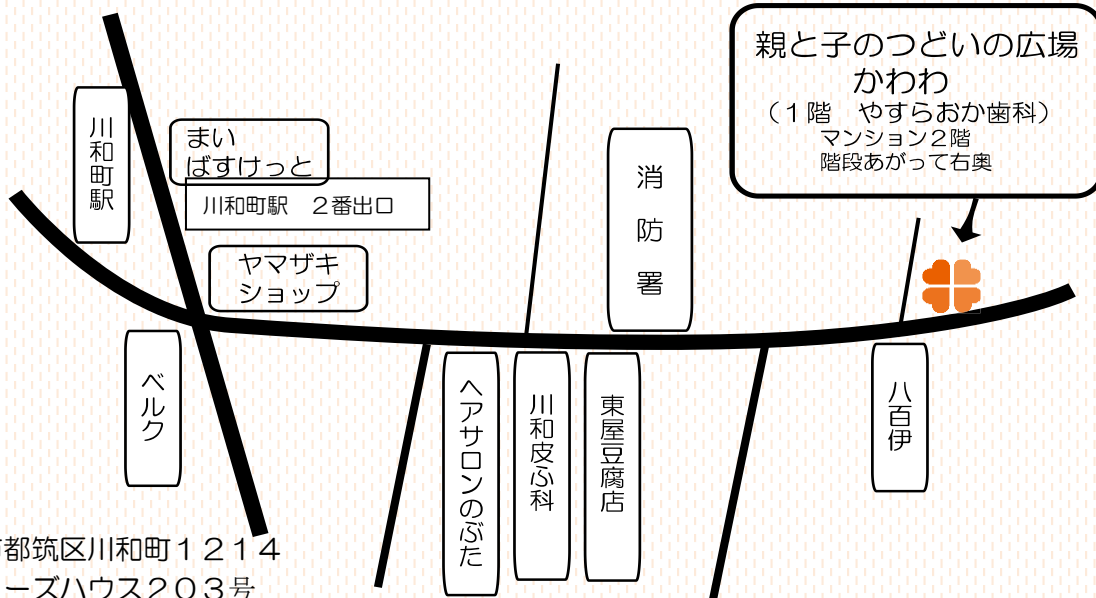 親と子のつどいの広場
かわわ
（１階　やすらおか歯科）
マンション２階
階段あがって右奥
川和町駅
まい
ばすけっと
川和町駅　２番出口
ヤマザキ
ショップ
消防署
ベルク
ヘアサロンのぶた
川和皮ふ科
東屋豆腐店
八百伊
都筑区川和町１２１４
ーズハウス２０３号